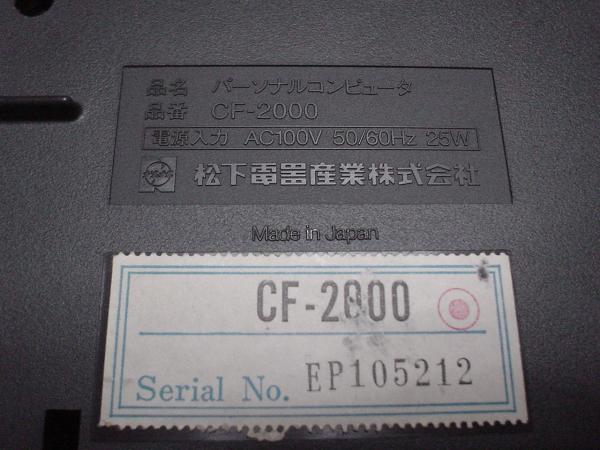 品名 パーソナルコンピュータ
品番 CF-2000
電源入力 AC100V 50/60Hz 25W
松下電器産業株式会社
Made in Japan
CF-2000
Serial No. EP105212